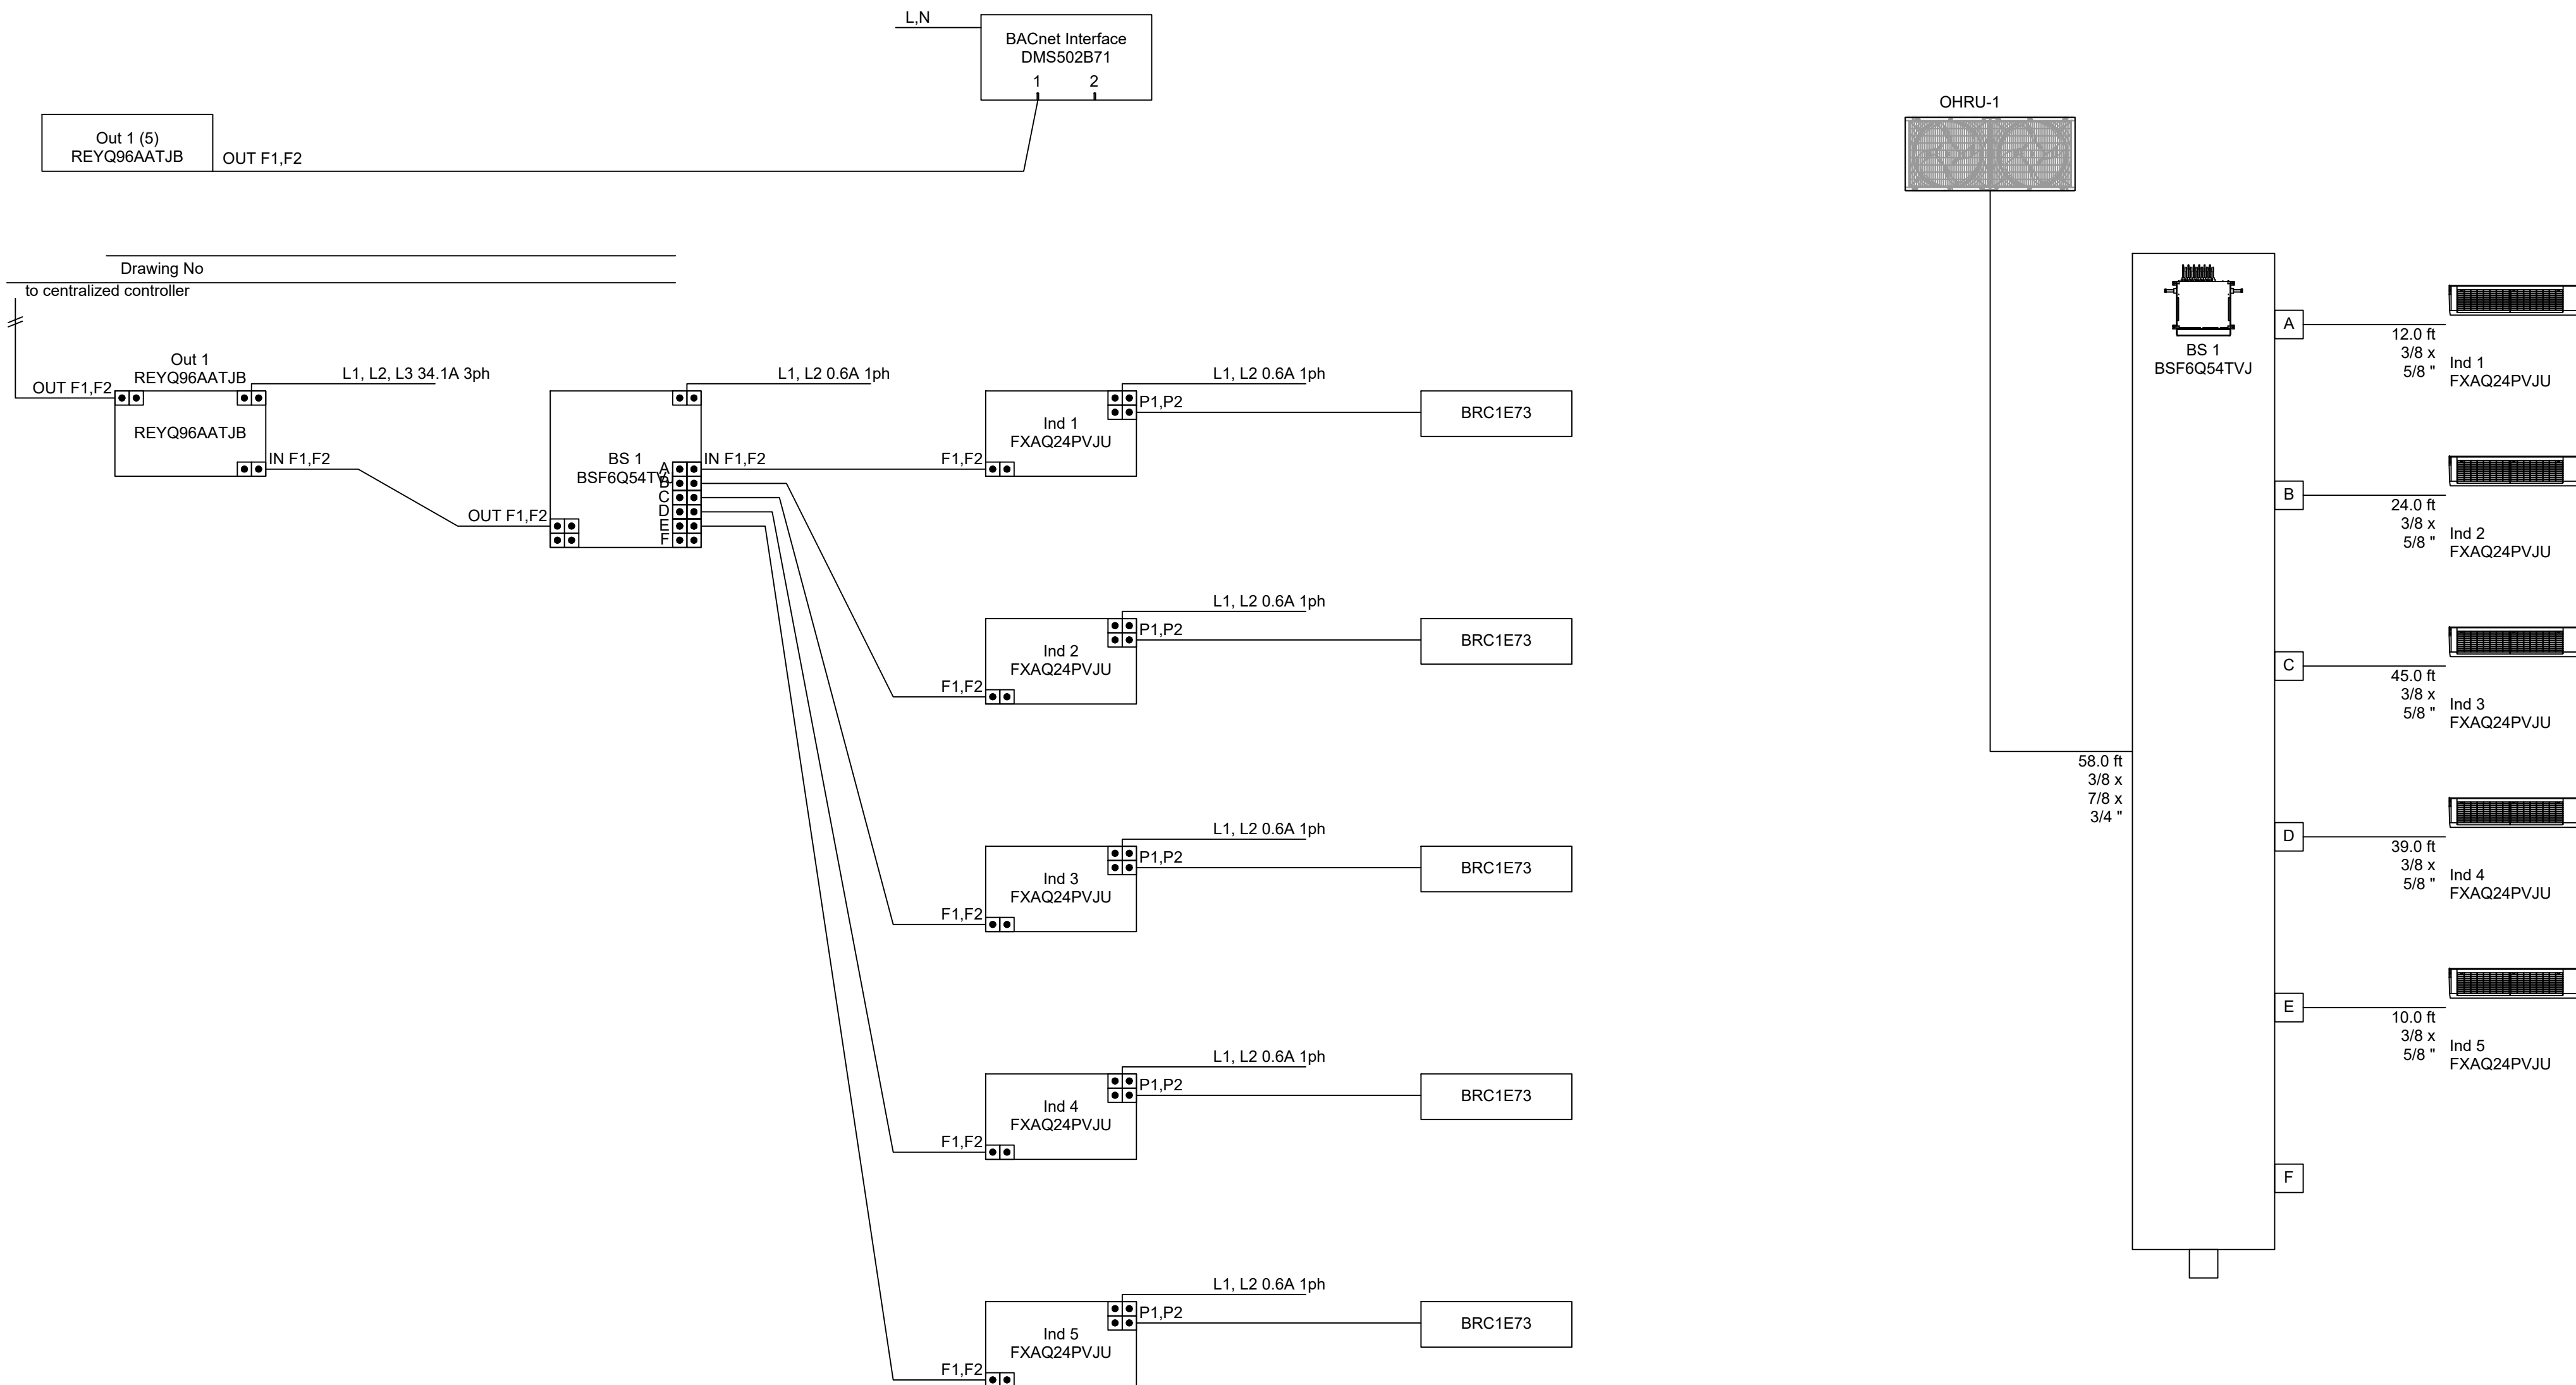 L,N
BACnet Interface
DMS502B71
1 2
Out 1 (5)
REYQ96AATJB
OUT F1,F2
Drawing No
to centralized controller
Out 1
REYQ96AATJB
L1, L2, L3 34.1A 3ph
OUT F1,F2
REYQ96AATJB
IN F1,F2
L1, L2 0.6A 1ph
BS 1
BSF6Q54TVJ
OUT F1,F2
A
B
C
D
E
F
IN F1,F2
L1, L2 0.6A 1ph
P1,P2
Ind 1
FXAQ24PVJU
F1,F2
BRC1E73
L1, L2 0.6A 1ph
P1,P2
Ind 2
FXAQ24PVJU
F1,F2
BRC1E73
L1, L2 0.6A 1ph
P1,P2
Ind 3
FXAQ24PVJU
F1,F2
BRC1E73
L1, L2 0.6A 1ph
P1,P2
Ind 4
FXAQ24PVJU
F1,F2
BRC1E73
L1, L2 0.6A 1ph
P1,P2
Ind 5
FXAQ24PVJU
F1,F2
BRC1E73
OHRU-1
58.0 ft
3/8 x
7/8 x
3/4 "
BS 1
BSF6Q54TVJ
A
12.0 ft
3/8 x
5/8 "
Ind 1
FXAQ24PVJU
B
24.0 ft
3/8 x
5/8 "
Ind 2
FXAQ24PVJU
C
45.0 ft
3/8 x
5/8 "
Ind 3
FXAQ24PVJU
D
39.0 ft
3/8 x
5/8 "
Ind 4
FXAQ24PVJU
E
10.0 ft
3/8 x
5/8 "
Ind 5
FXAQ24PVJU
F